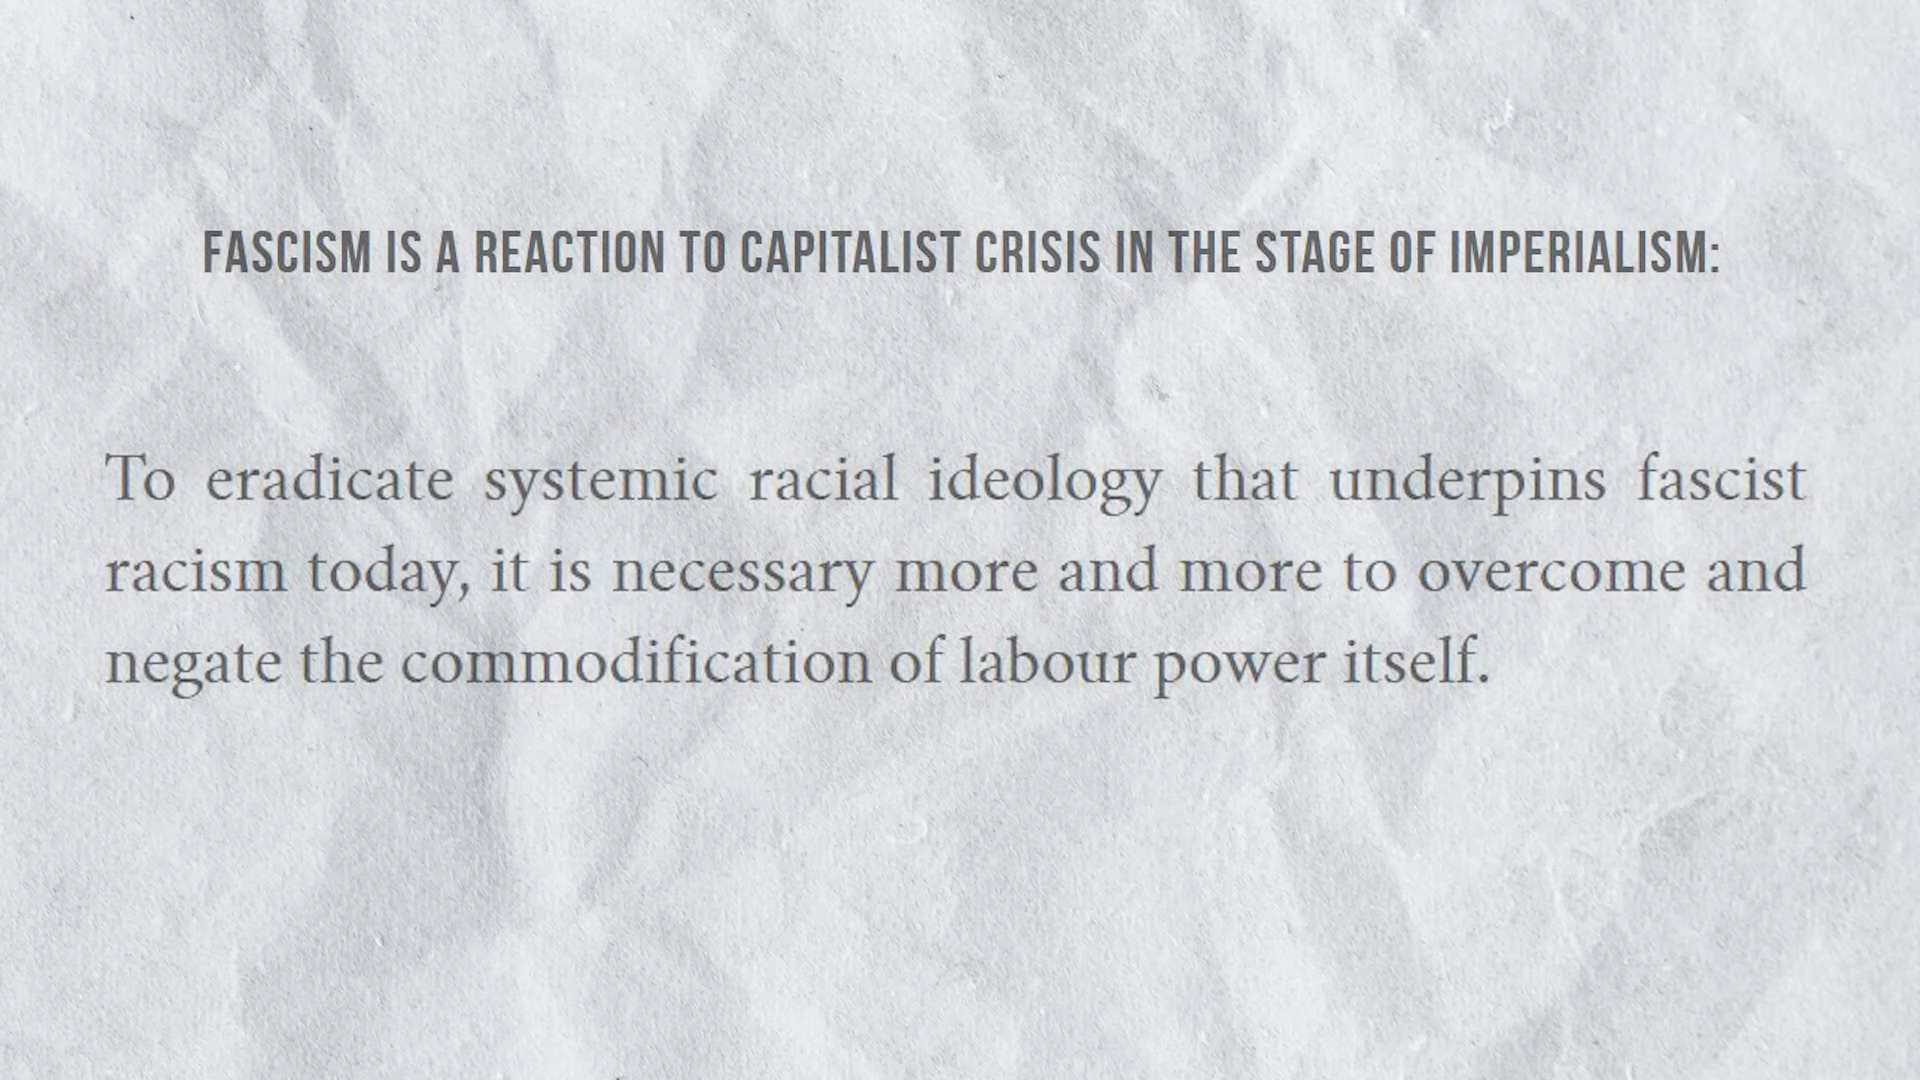 FASCISM IS A REACTION TO CAPITALIST CRISIS IN THE STAGE OF IMPERIALISM:
To eradicate systemic racial ideology that underpins fascist
racism today, it is necessary more and more to overcome and
negate the commodification of labour power itself.